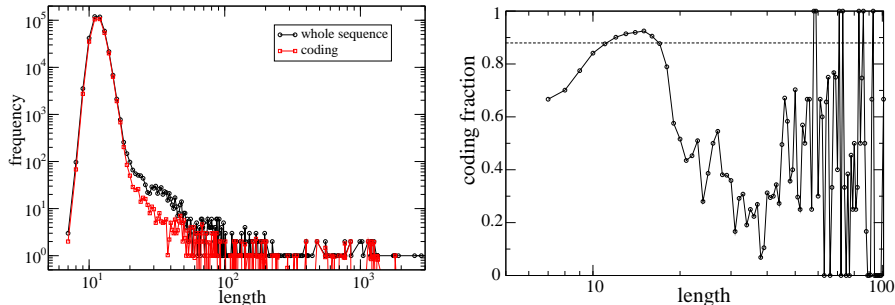 frequency
10^5
10^4
10^3
10^2
10^1
10^0
whole sequence
coding
10^1 10^2 10^3
length
coding fraction
1
0.8
0.6
0.4
0.2
0
10 100
length